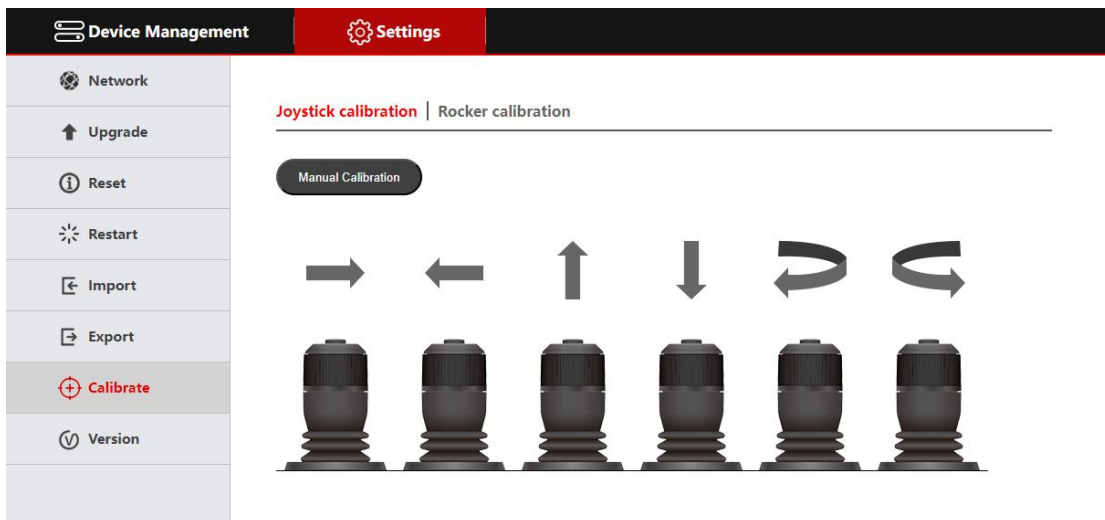 Device Management
Settings
Network
Upgrade
Reset
Restart
Import
Export
Calibrate
Version
Joystick calibration | Rocker calibration
Manual Calibration